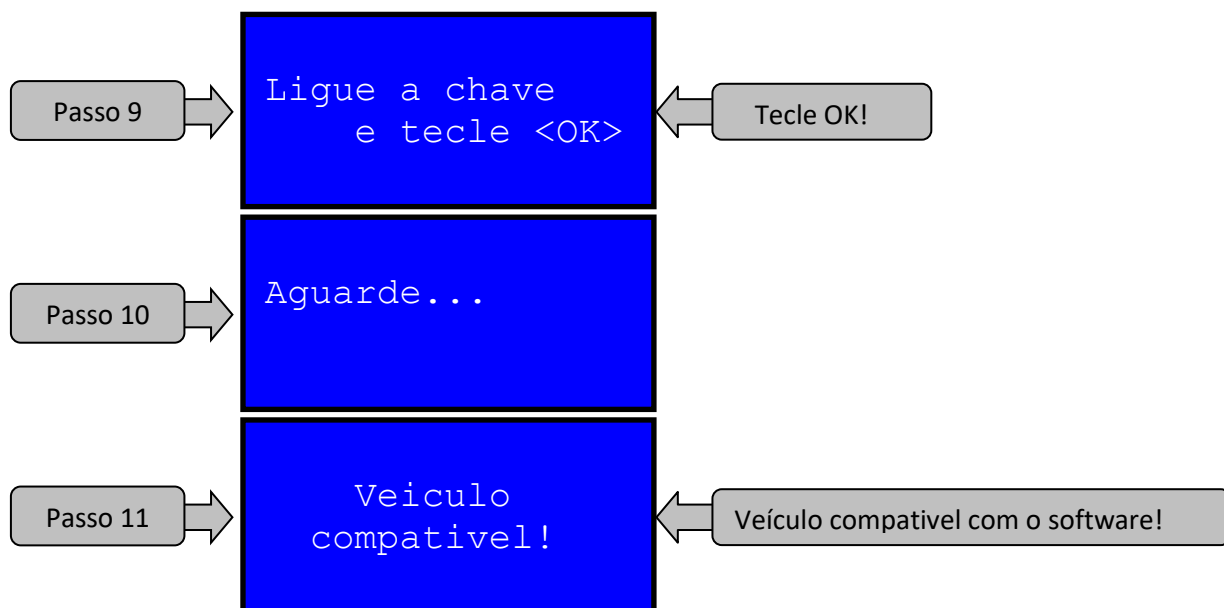 Passo 9
Ligue a chave
e tecle <OK>
Tecle OK!
Passo 10
Aguarde...
Passo 11
Veiculo
compativel!
Veículo compativel com o software!